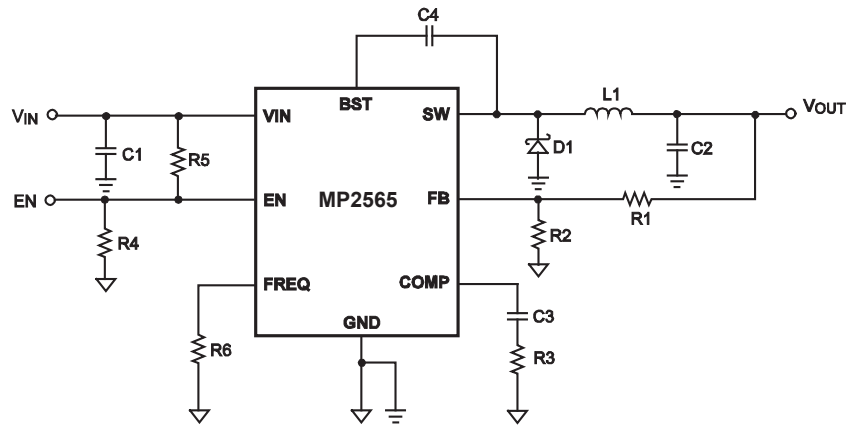 C4
BST
VIN
VIN
SW
L1
VOUT
C1
R5
D1
C2
EN
EN
MP2565
FB
R1
R4
R2
FREQ
COMP
C3
GND
R6
R3